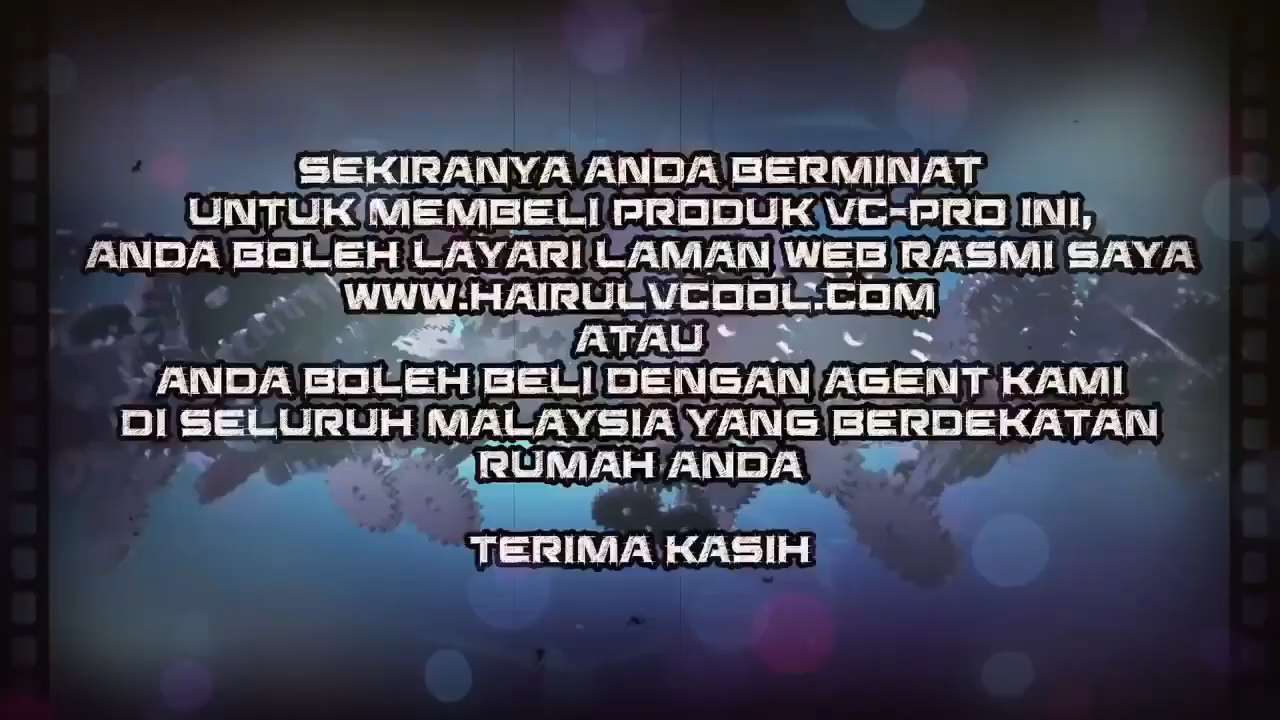 SEKIRANYA ANDA BERMINAT
UNTUK MEMBELI PRODUK VC-PRO INI,
ANDA BOLEH LAYARI LAMAN WEB RASMI SAYA
WWW.HAIRULVCOOL.COM
ATAU
ANDA BOLEH BELI DENGAN AGENT KAMI
DI SELURUH MALAYSIA YANG BERDEKATAN
RUMAH ANDA
TERIMA KASIH